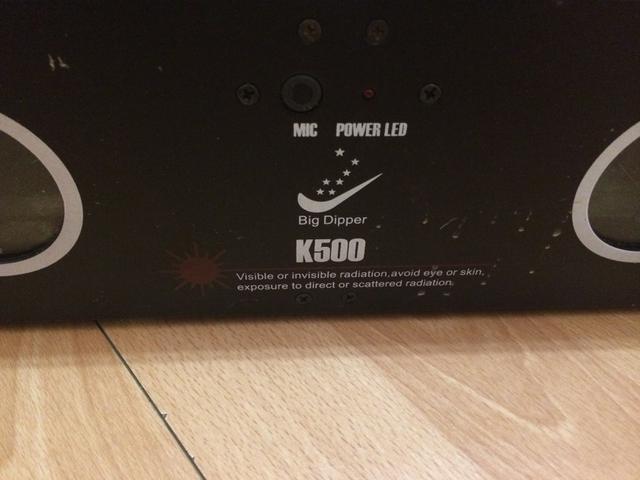 MIC POWER LED
Big Dipper
K500
Visible or invisible radiation,avoid eye or skin,
exposure to direct or scattered radiation.